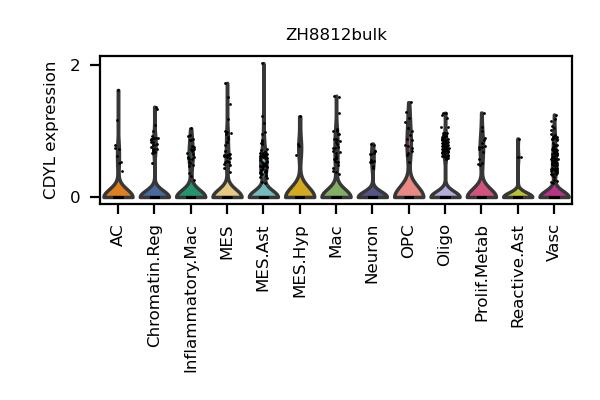 ZH8812bulk
CDYL expression
2
0
AC
Chromatin.Reg
Inflammatory.Mac
MES
MES.Ast
MES.Hyp
Mac
Neuron
OPC
Oligo
Prolif.Metab
Reactive.Ast
Vasc